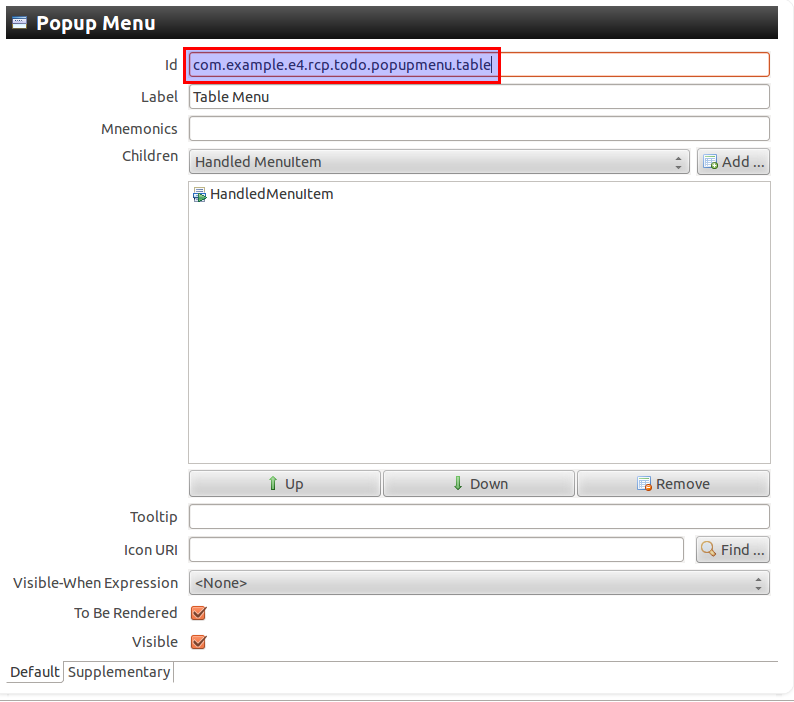 Popup Menu
Id com.example.e4.rcp.todo.popupmenu.table
Label Table Menu
Mnemonics
Children Handled MenuItem Add ...
HandledMenuItem
Up Down Remove
Tooltip
Icon URI Find ...
Visible-When Expression <None>
To Be Rendered
Visible
Default Supplementary